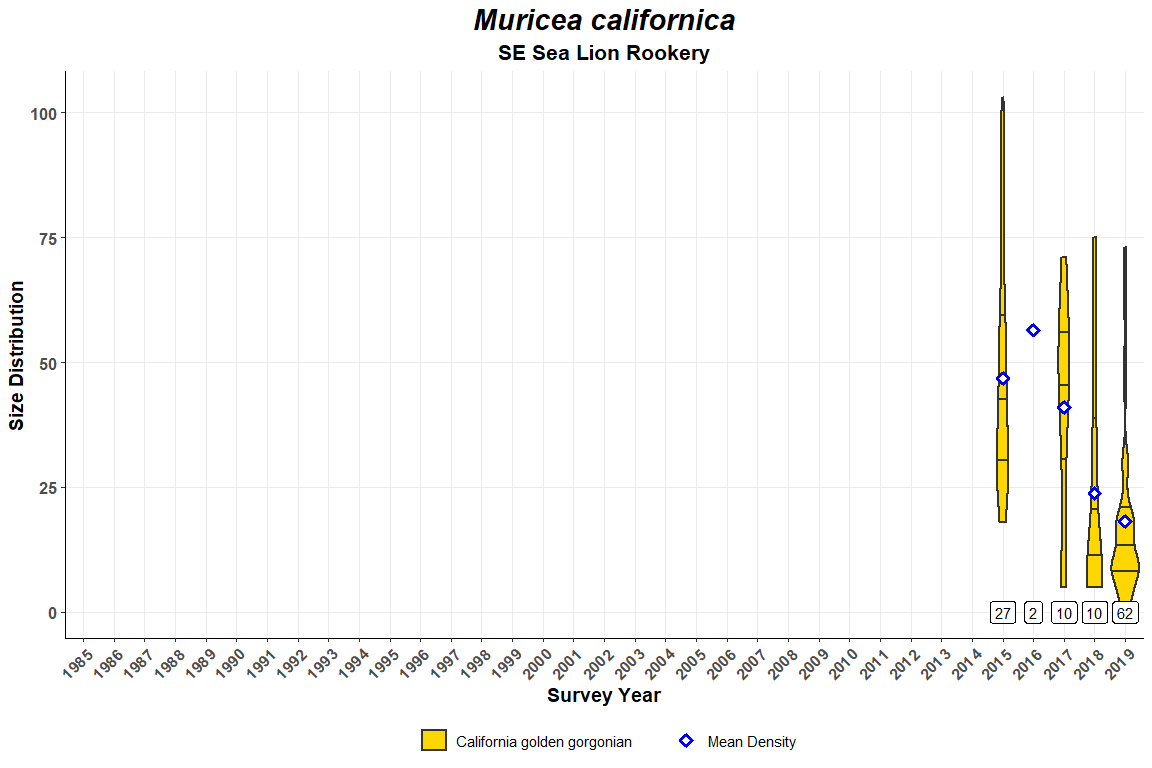 Muricea californica
SE Sea Lion Rookery
Size Distribution
100
75
50
25
0
27 2 10 10 62
1985 1986 1987 1988 1989 1990 1991 1992 1993 1994 1995 1996 1997 1998 1999 2000 2001 2002 2003 2004 2005 2006 2007 2008 2009 2010 2011 2012 2013 2014 2015 2016 2017 2018 2019
Survey Year
California golden gorgonian Mean Density